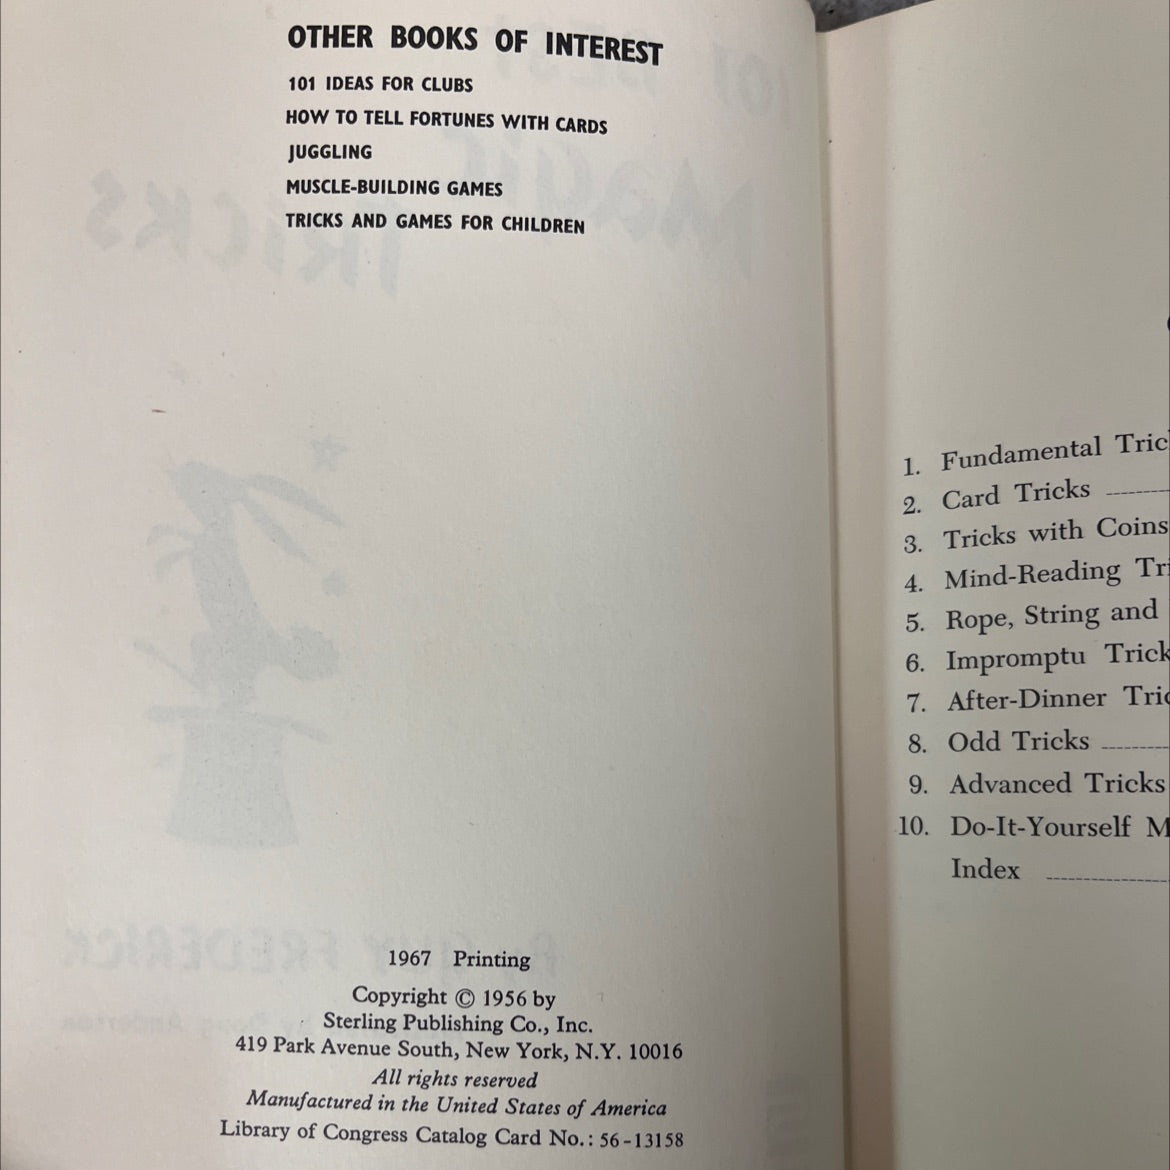 OTHER BOOKS OF INTEREST
101 IDEAS FOR CLUBS
HOW TO TELL FORTUNES WITH CARDS
JUGGLING
MUSCLE-BUILDING GAMES
TRICKS AND GAMES FOR CHILDREN
1967 Printing
Copyright © 1956 by
Sterling Publishing Co., Inc.
419 Park Avenue South, New York, N.Y. 10016
All rights reserved
Manufactured in the United States of America
Library of Congress Catalog Card No.: 56-13158
1. Fundamental Tric
2. Card Tricks
3. Tricks with Coins
4. Mind-Reading Tri
5. Rope, String and
6. Impromptu Trick
7. After-Dinner Tric
8. Odd Tricks
9. Advanced Tricks
10. Do-It-Yourself M
Index